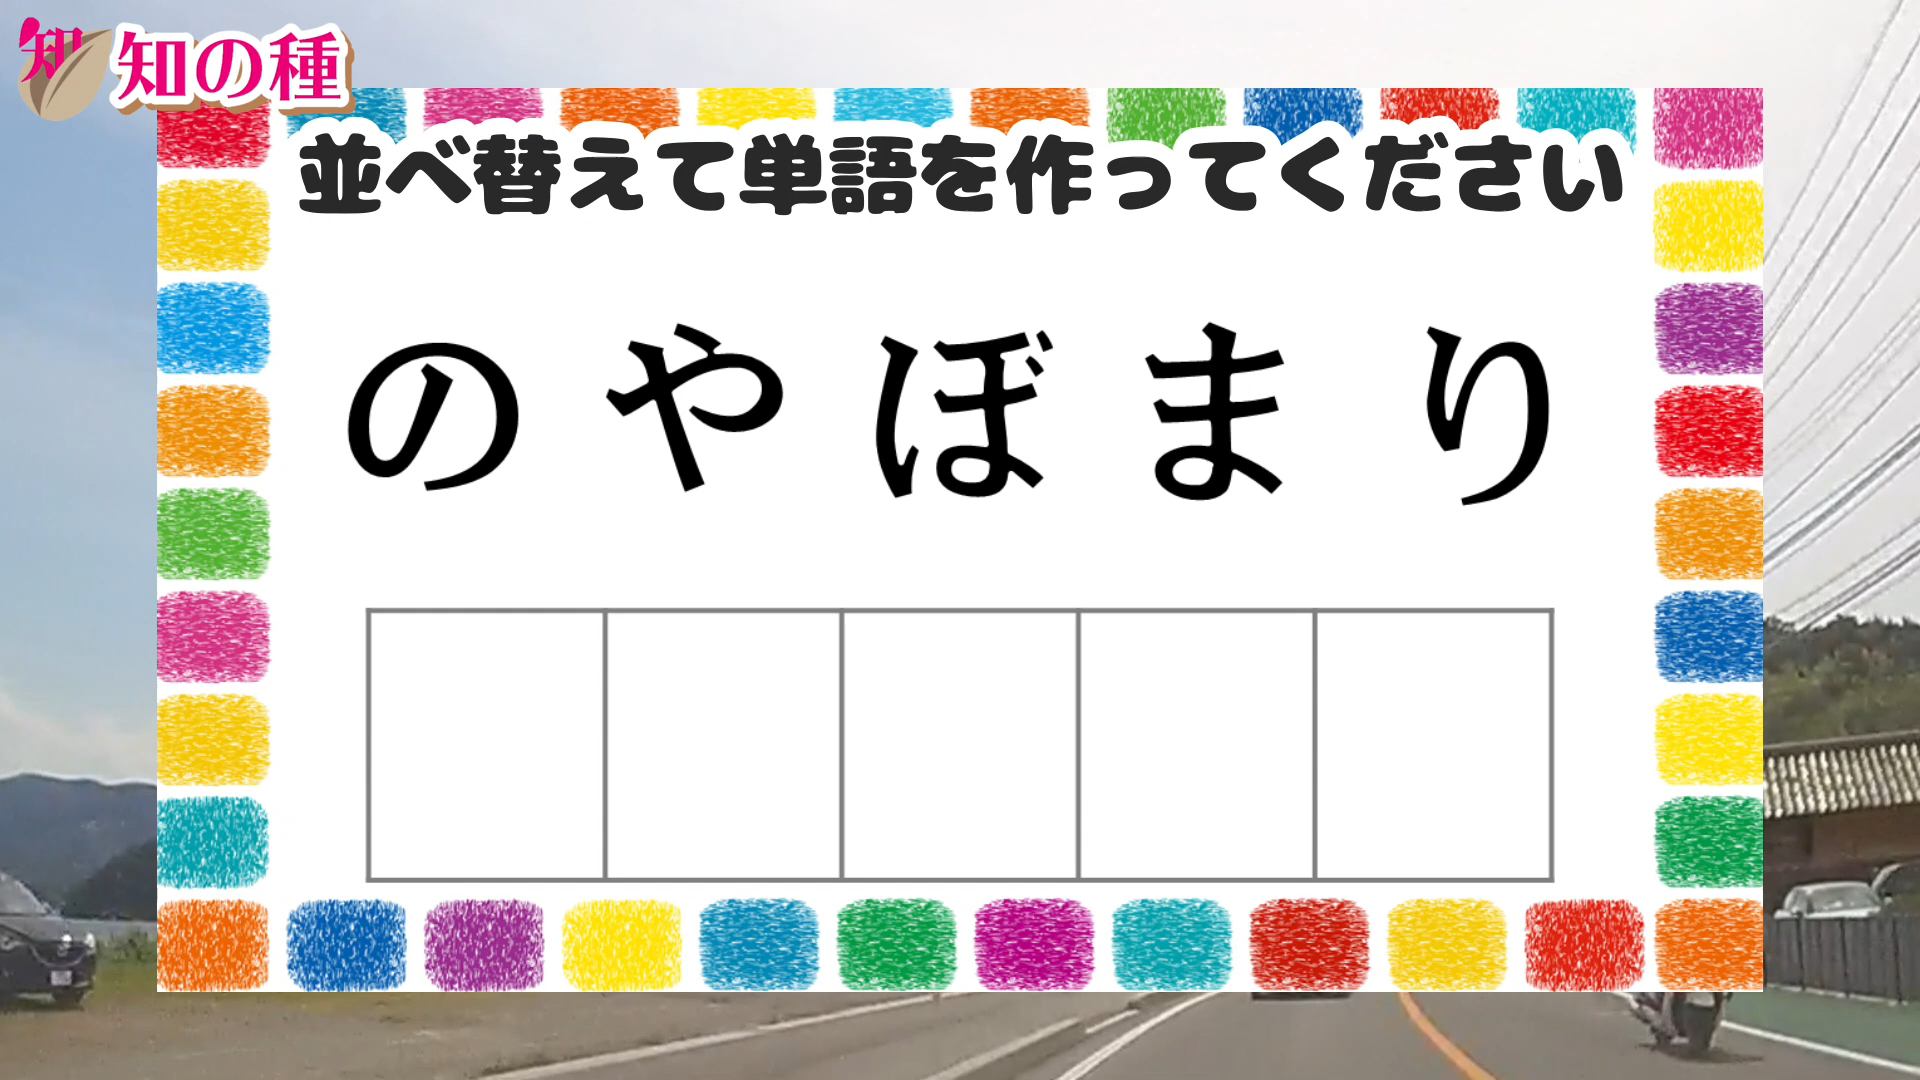 知 知の種
並べ替えて単語を作ってください
の や ぼ ま り